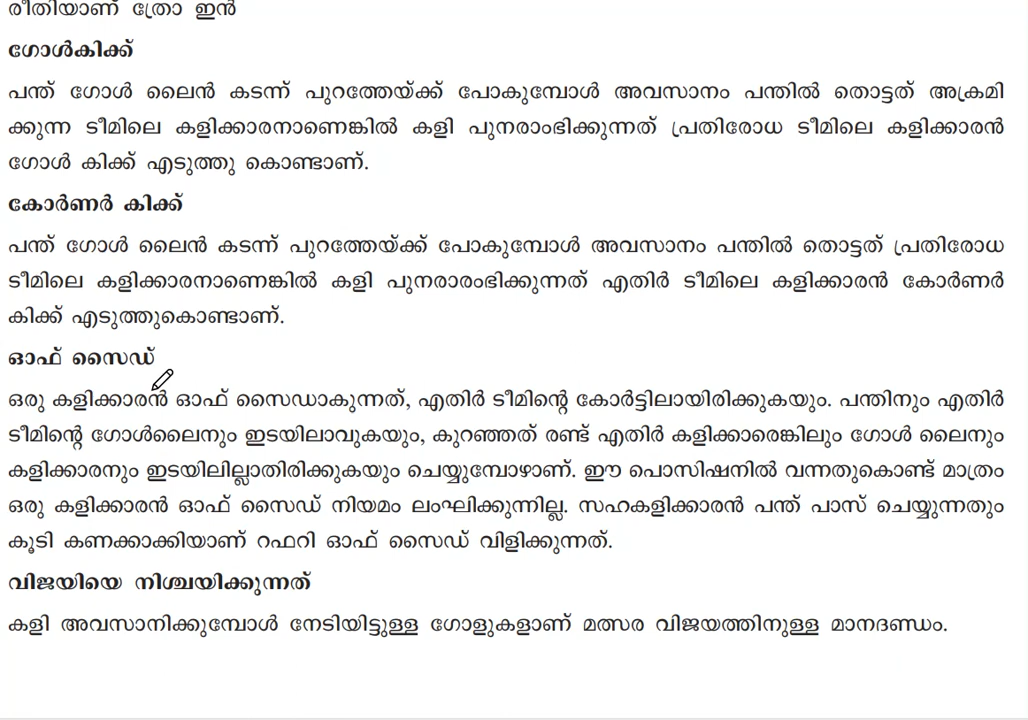 രീതിയാണ് ത്രോ ഇൻ
ഗോൾകിക്ക്
പന്ത് ഗോൾ ലൈൻ കടന്ന് പുറത്തേയ്ക്ക് പോകുമ്പോൾ അവസാനം പന്തിൽ തൊട്ടത് അക്രമി
ക്കുന്ന ടീമിലെ കളിക്കാരനാണെങ്കിൽ കളി പുനരാംഭിക്കുന്നത് പ്രതിരോധ ടീമിലെ കളിക്കാരൻ
ഗോൾ കിക്ക് എടുത്തു കൊണ്ടാണ്.
കോർണർ കിക്ക്
പന്ത് ഗോൾ ലൈൻ കടന്ന് പുറത്തേയ്ക്ക് പോകുമ്പോൾ അവസാനം പന്തിൽ തൊട്ടത് പ്രതിരോധ
ടീമിലെ കളിക്കാരനാണെങ്കിൽ കളി പുനരാരംഭിക്കുന്നത് എതിർ ടീമിലെ കളിക്കാരൻ കോർണർ
കിക്ക് എടുത്തുകൊണ്ടാണ്.
ഓഫ് സൈഡ്
ഒരു കളിക്കാരൻ ഓഫ് സൈഡാകുന്നത്, എതിർ ടീമിന്റെ കോർട്ടിലായിരിക്കുകയും. പന്തിനും എതിർ
ടീമിന്റെ ഗോൾലൈനും ഇടയിലാവുകയും, കുറഞ്ഞത് രണ്ട് എതിർ കളിക്കാരെങ്കിലും ഗോൾ ലൈനും
കളിക്കാരനും ഇടയിലില്ലാതിരിക്കുകയും ചെയ്യുമ്പോഴാണ്. ഈ പൊസിഷനിൽ വന്നതുകൊണ്ട് മാത്രം
ഒരു കളിക്കാരൻ ഓഫ് സൈഡ് നിയമം ലംഘിക്കുന്നില്ല. സഹകളിക്കാരൻ പന്ത് പാസ് ചെയ്യുന്നതും
കൂടി കണക്കാക്കിയാണ് റഫറി ഓഫ് സൈഡ് വിളിക്കുന്നത്.
വിജയിയെ നിശ്ചയിക്കുന്നത്
കളി അവസാനിക്കുമ്പോൾ നേടിയിട്ടുള്ള ഗോളുകളാണ് മത്സര വിജയത്തിനുള്ള മാനദണ്ഡം.